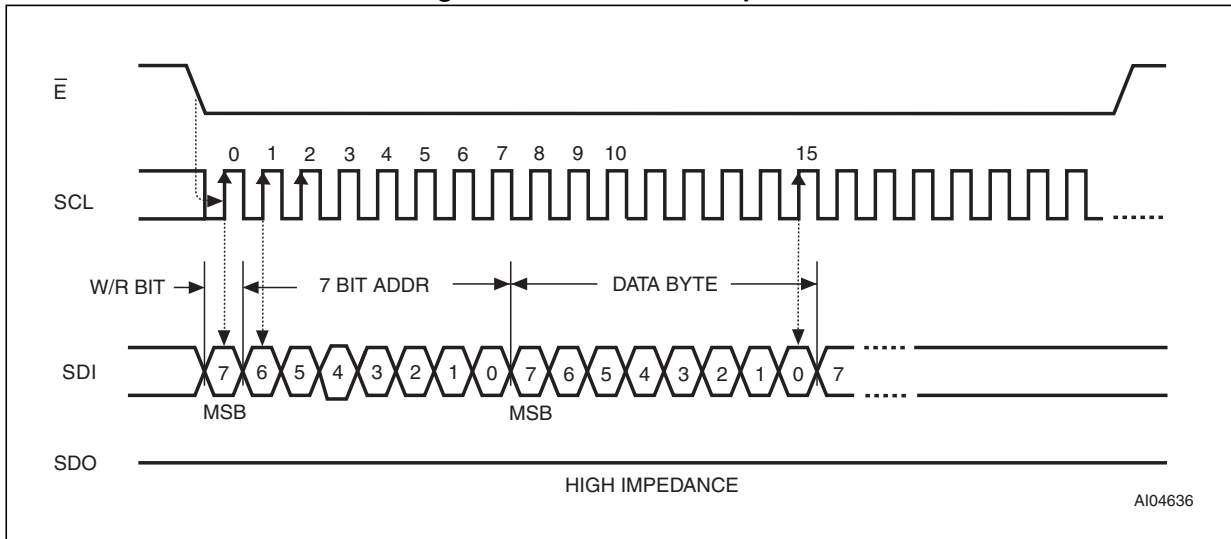 E
0 1 2 3 4 5 6 7 8 9 10 15
SCL
W/R BIT 7 BIT ADDR DATA BYTE
SDI 7 6 5 4 3 2 1 0 7 6 5 4 3 2 1 0 7
MSB MSB
SDO
HIGH IMPEDANCE
AI04636